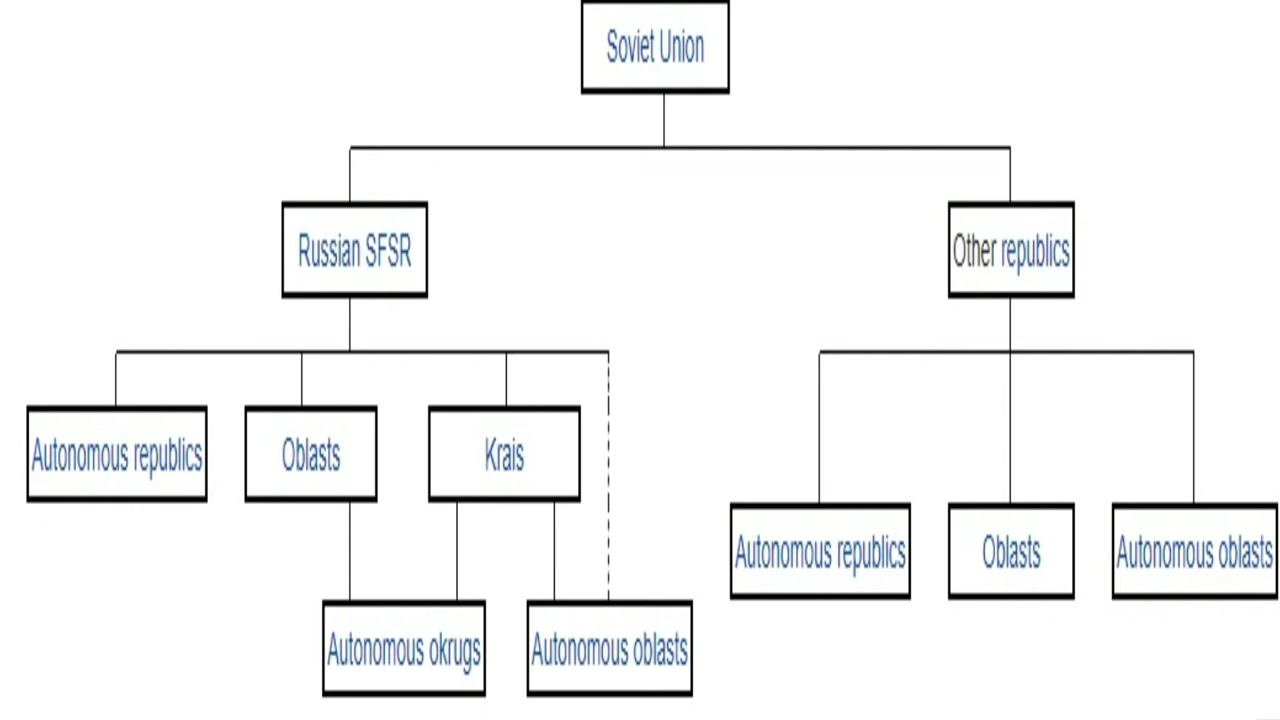 Soviet Union
Russian SFSR
Other republics
Autonomous republics
Oblasts
Krais
Autonomous republics
Oblasts
Autonomous oblasts
Autonomous okrugs
Autonomous oblasts